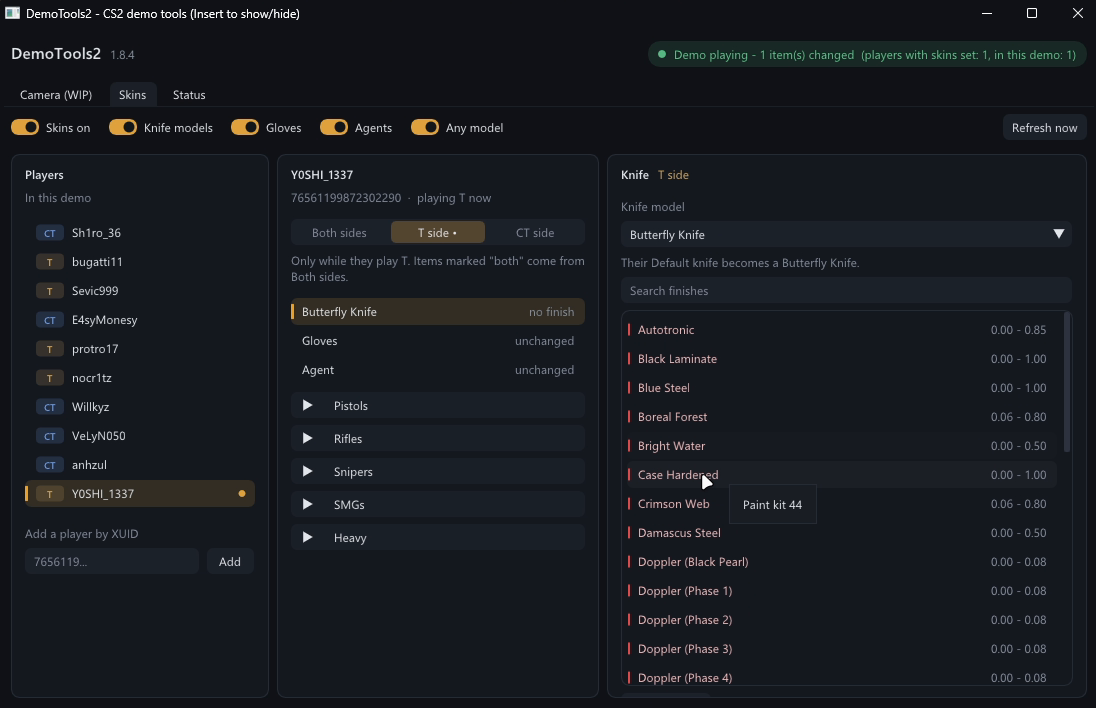 DemoTools2 - CS2 demo tools (Insert to show/hide)
DemoTools2 1.8.4
Demo playing - 1 item(s) changed (players with skins set: 1, in this demo: 1)
Camera (WIP) Skins Status
Skins on Knife models Gloves Agents Any model Refresh now
Players
In this demo
CT Sh1ro_36
T bugatti11
T Sevic999
CT E4syMonesy
T protro17
T nocr1tz
CT Willkyz
CT VeLyN050
CT anhzul
T Y0SHI_1337
Add a player by XUID
7656119... Add
Y0SHI_1337
76561199872302290 · playing T now
Both sides T side • CT side
Only while they play T. Items marked "both" come from
Both sides.
Butterfly Knife no finish
Gloves unchanged
Agent unchanged
Pistols
Rifles
Snipers
SMGs
Heavy
Knife T side
Knife model
Butterfly Knife
Their Default knife becomes a Butterfly Knife.
Search finishes
Autotronic 0.00 - 0.85
Black Laminate 0.00 - 1.00
Blue Steel 0.00 - 1.00
Boreal Forest 0.06 - 0.80
Bright Water 0.00 - 0.50
Case Hardened 0.00 - 1.00
Crimson Web 0.06 - 0.80
Paint kit 44
Damascus Steel 0.00 - 0.50
Doppler (Black Pearl) 0.00 - 0.08
Doppler (Phase 1) 0.00 - 0.08
Doppler (Phase 2) 0.00 - 0.08
Doppler (Phase 3) 0.00 - 0.08
Doppler (Phase 4) 0.00 - 0.08